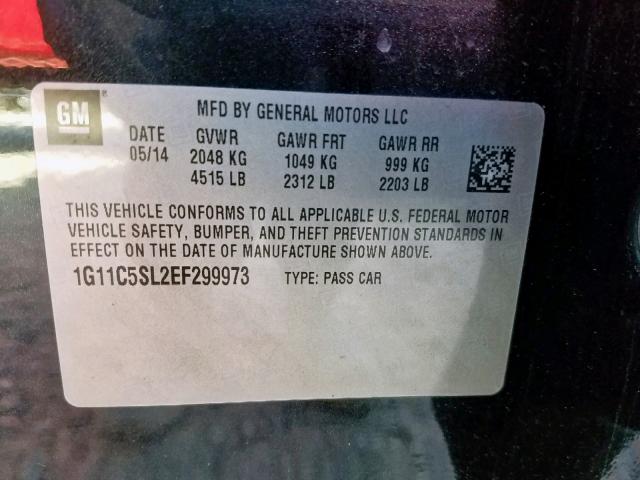 GM
MFD BY GENERAL MOTORS LLC
DATE GVWR GAWR FRT GAWR RR
05/14 2048 KG 1049 KG 999 KG
4515 LB 2312 LB 2203 LB
THIS VEHICLE CONFORMS TO ALL APPLICABLE U.S. FEDERAL MOTOR
VEHICLE SAFETY, BUMPER, AND THEFT PREVENTION STANDARDS IN
EFFECT ON THE DATE OF MANUFACTURE SHOWN ABOVE.
1G11C5SL2EF299973 TYPE: PASS CAR